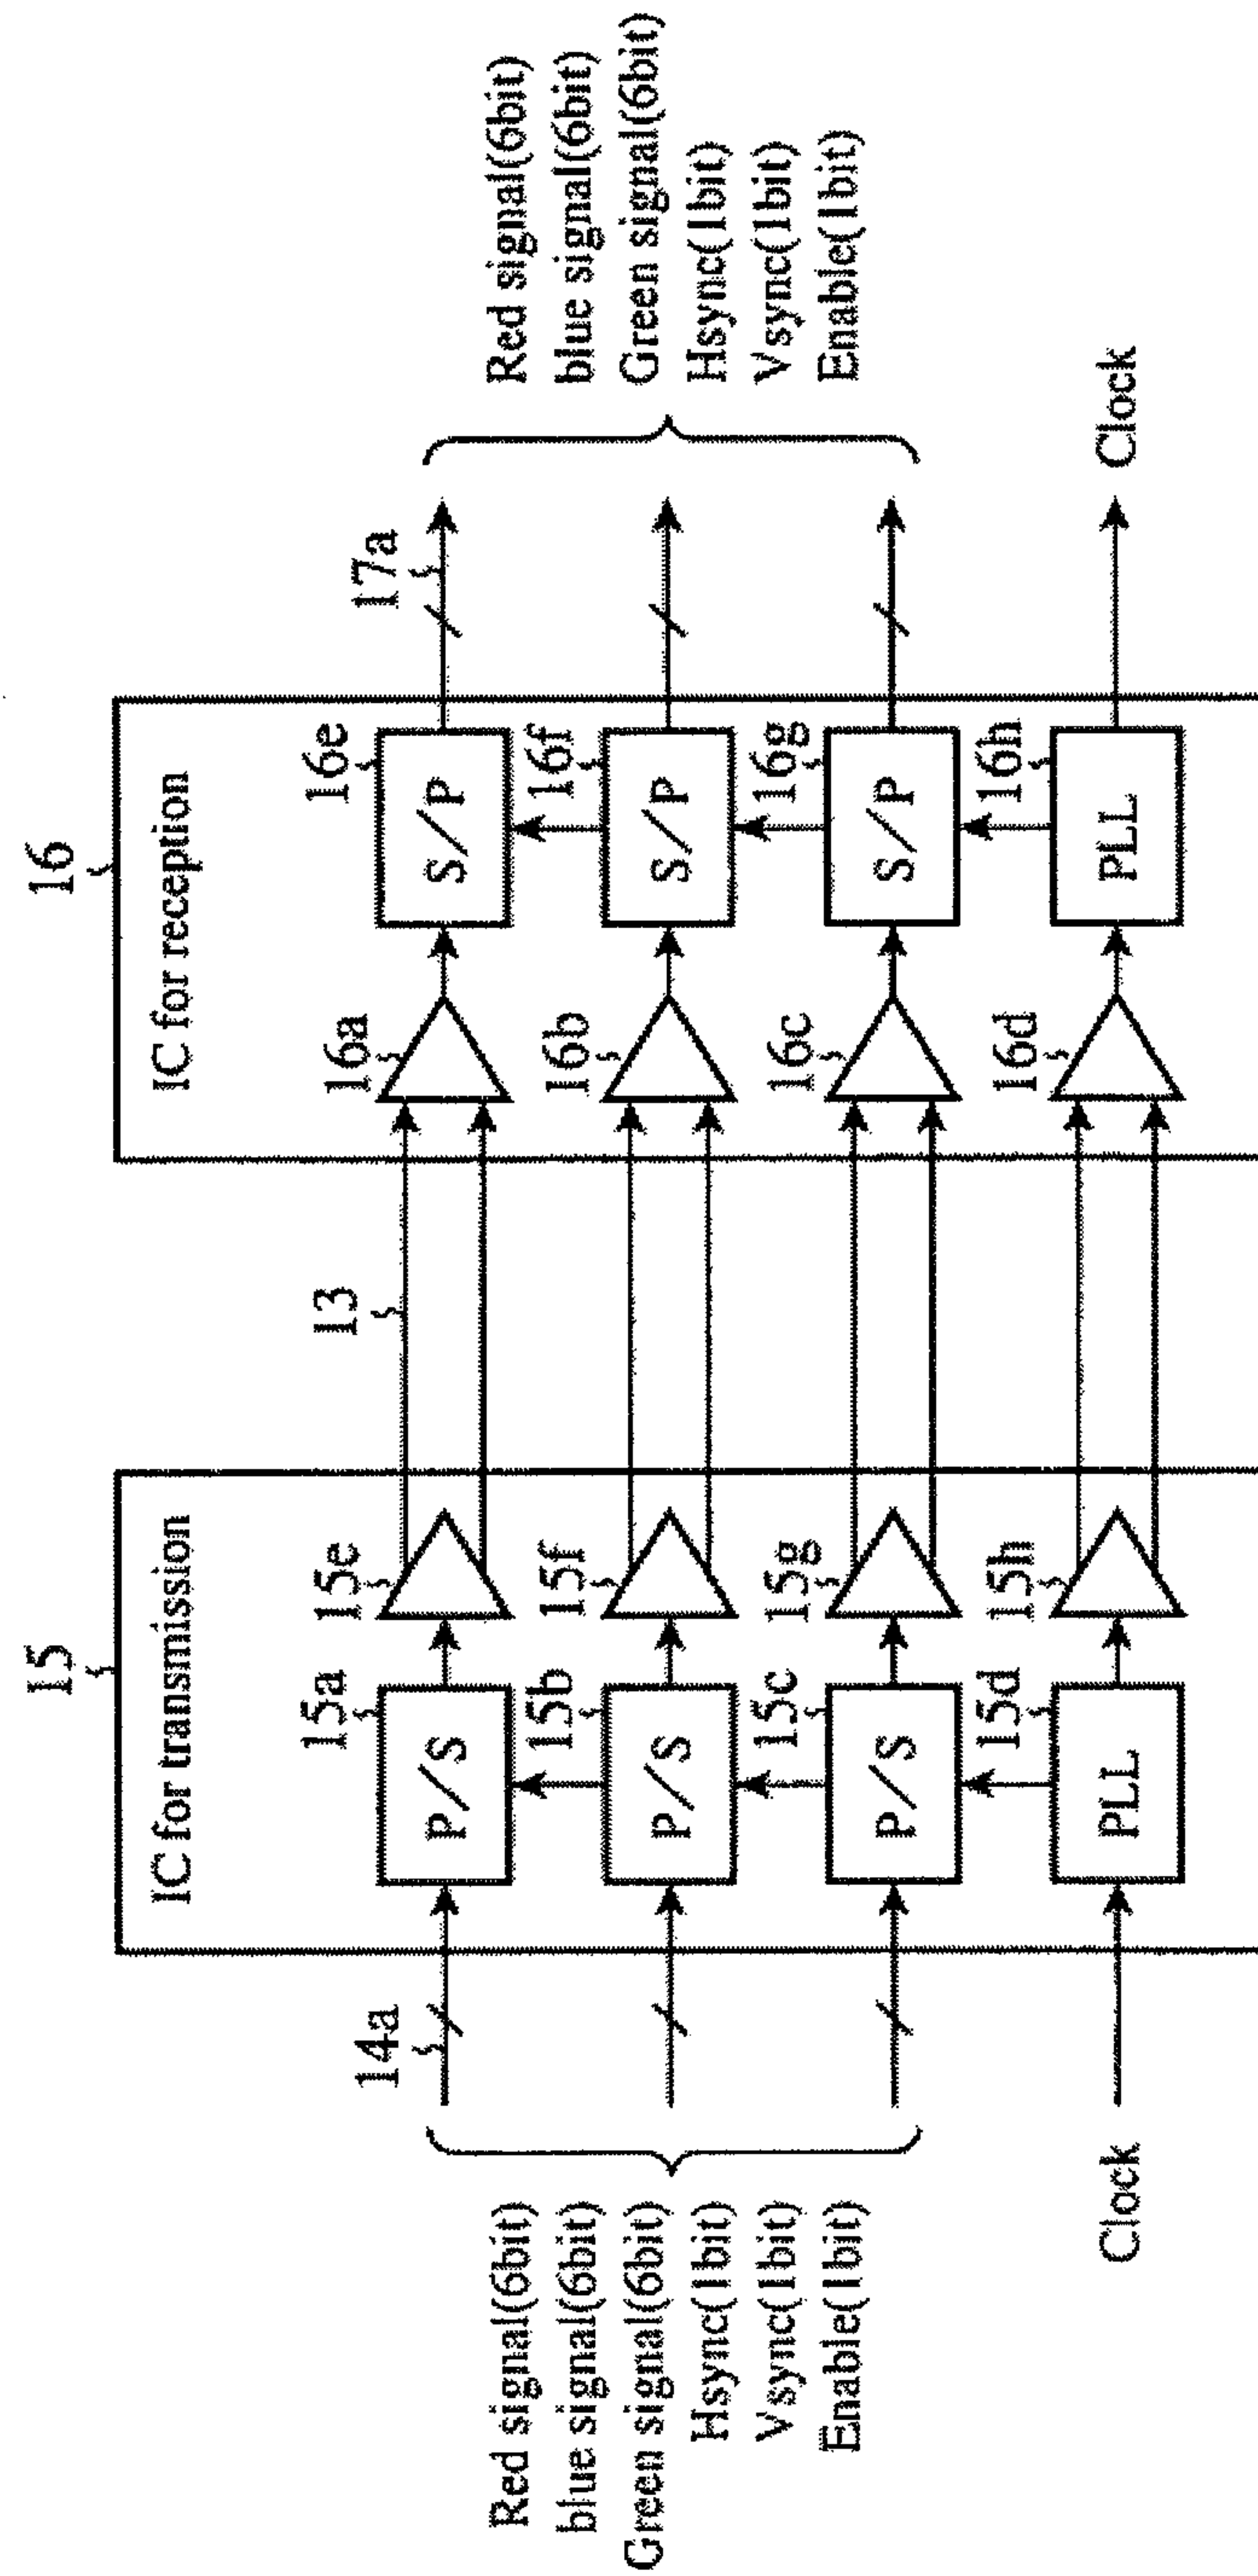 15
IC for transmission
16
IC for reception
14a
15a
P/S
15e
13
16a
16e
S/P
17a
15b
P/S
15f
16b
16f
S/P
15c
P/S
15g
16c
16g
S/P
15d
PLL
15h
16d
16h
PLL
Red signal(6bit)
blue signal(6bit)
Green signal(6bit)
Hsync(1bit)
Vsync(1bit)
Enable(1bit)
Clock
Red signal(6bit)
blue signal(6bit)
Green signal(6bit)
Hsync(1bit)
Vsync(1bit)
Enable(1bit)
Clock